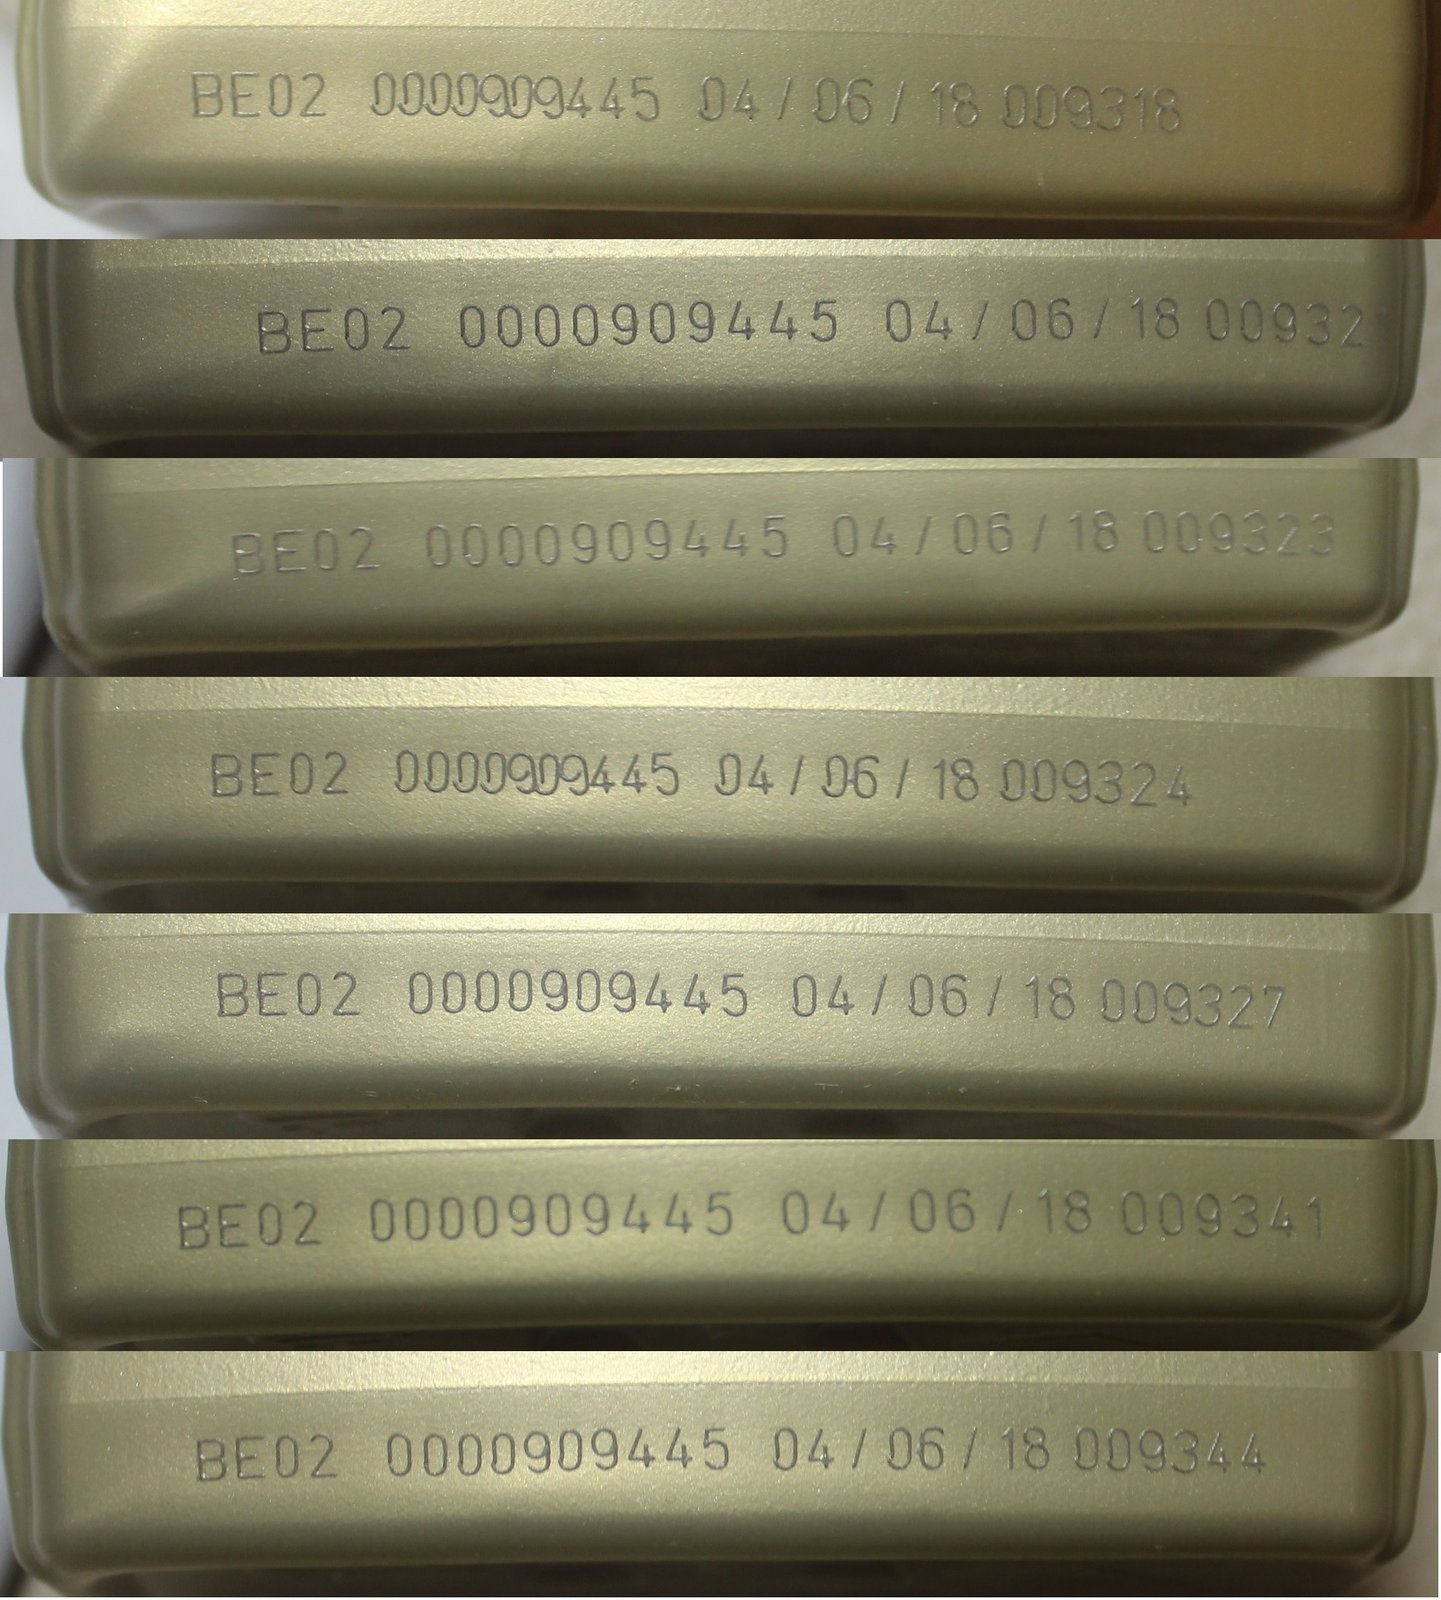 BE02 0000909445 04/06/18 009318
BE02 0000909445 04/06/18 00932
BE02 0000909445 04/06/18 009323
BE02 0000909445 04/06/18 009324
BE02 0000909445 04/06/18 009327
BE02 0000909445 04/06/18 009341
BE02 0000909445 04/06/18 009344